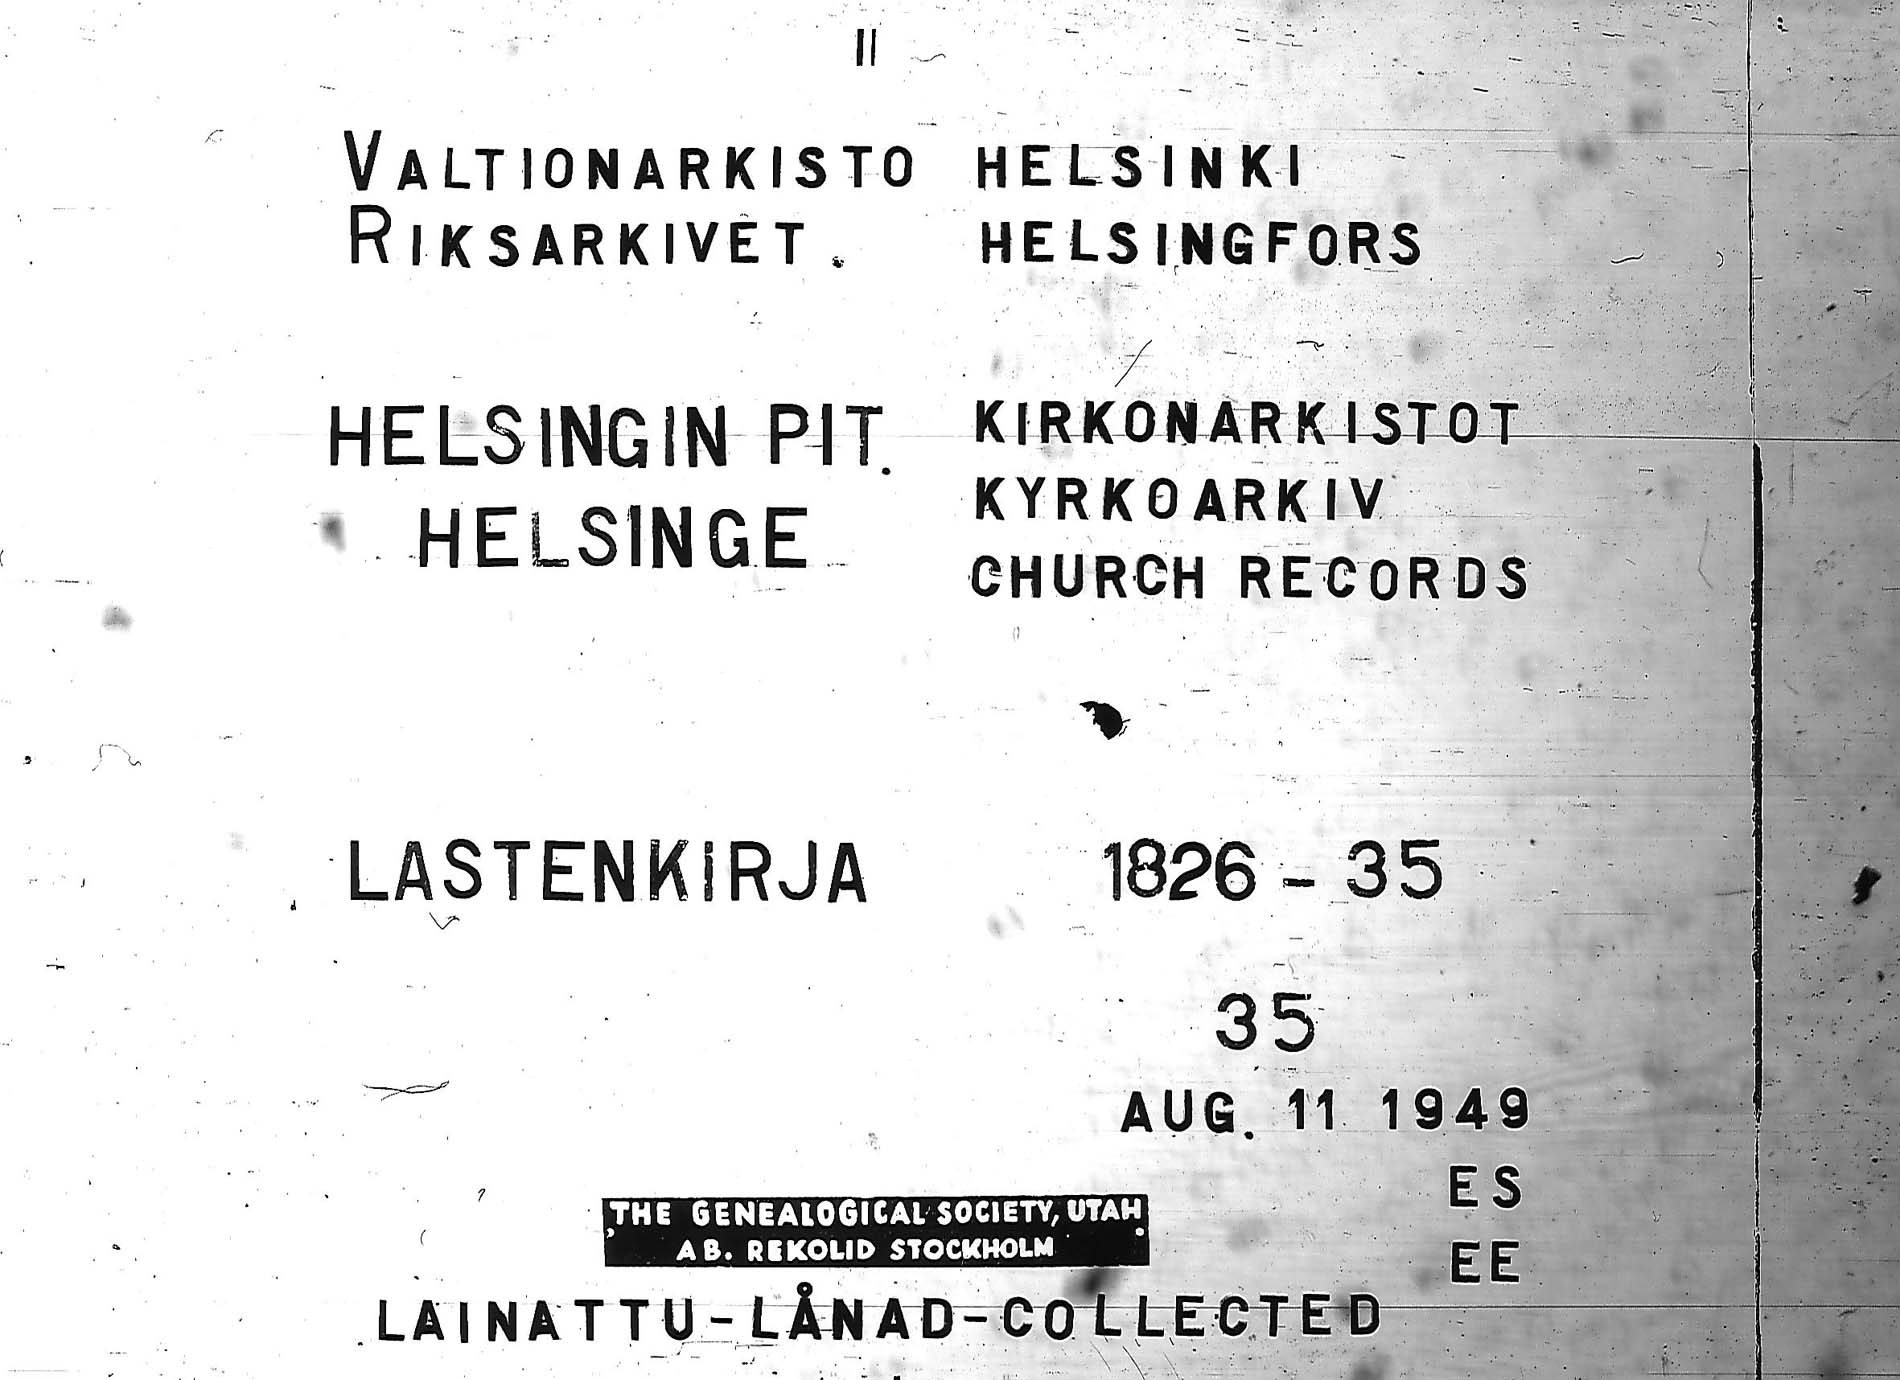 II
VALTIONARKISTO HELSINKI
RIKSARKIVET. HELSINGFORS
HELSINGIN PIT.
HELSINGE
KIRKONARKISTOT
KYRKOARKIV
CHURCH RECORDS
LASTENKIRJA 1826-35
35
AUG. 11 1949
ES
EE
THE GENEALOGICAL SOCIETY, UTAH
AB. REKOLID STOCKHOLM
LAINATTU-LÅNAD-COLLECTED